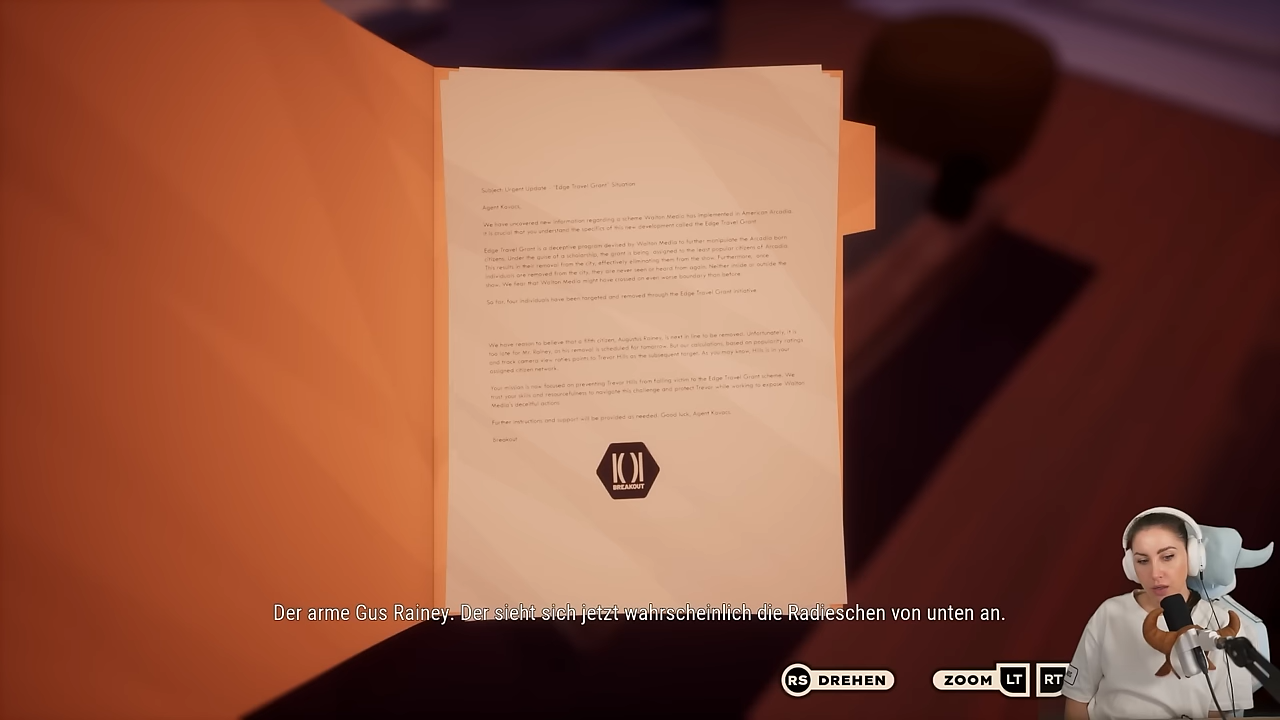 Subject: Urgent Update - "Edge Travel Grant" Situation
Agent Kovacs,
We have uncovered new information regarding a scheme Walton Media has implemented in American Arcadia.
It is crucial that you understand the specifics of this new development called the Edge Travel Grant.
Edge Travel Grant is a deceptive program devised by Walton Media to further manipulate the Arcadia born
citizens. Under the guise of a scholarship, the grant is being assigned to the least popular citizens of Arcadia.
This results in their removal from the city, effectively eliminating them from the show. Furthermore, once
individuals are removed from the city, they are never seen or heard from again. Neither inside or outside the
show. We fear that Walton Media might have crossed an even worse boundary than before.
So far, four individuals have been targeted and removed through the Edge Travel Grant initiative
We have reason to believe that a fifth citizen, Augustus Rainey, is next in line to be removed. Unfortunately, it is
too late for Mr. Rainey, as his removal is scheduled for tomorrow. But our calculations, based on popularity ratings
and track camera view rates points to Trevor Hills as the subsequent target. As you may know, Hills is in your
assigned citizen network.
Your mission is now focused on preventing Trevor Hills from falling victim to the Edge Travel Grant scheme. We
trust your skills and resourcefulness to navigate this challenge and protect Trevor while working to expose Walton
Media's deceitful actions.
Further instructions and support will be provided as needed. Good luck, Agent Kovacs.
Breakout
BREAKOUT
Der arme Gus Rainey. Der sieht sich jetzt wahrscheinlich die Radieschen von unten an.
RS DREHEN ZOOM LT RT